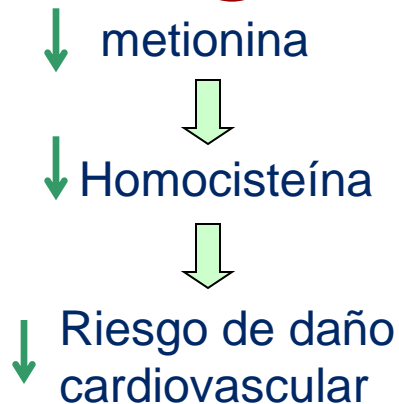 metionina
Homocisteína
Riesgo de daño
cardiovascular